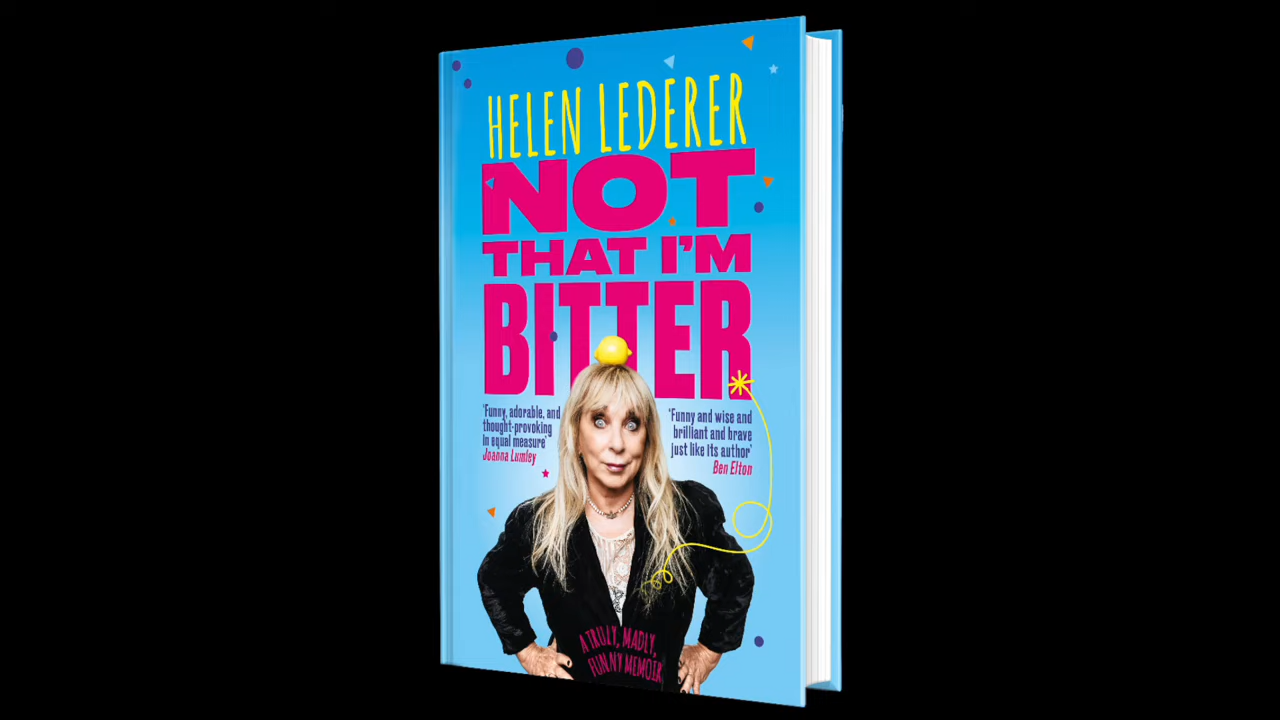 HELEN LEDERER
NOT
THAT I'M
BITTER
'Funny, adorable, and
thought-provoking
in equal measure'
Joanna Lumley
'Funny and wise and
brilliant and brave
just like its author'
Ben Elton
A TRULY, MADLY,
FUNNY MEMOIR